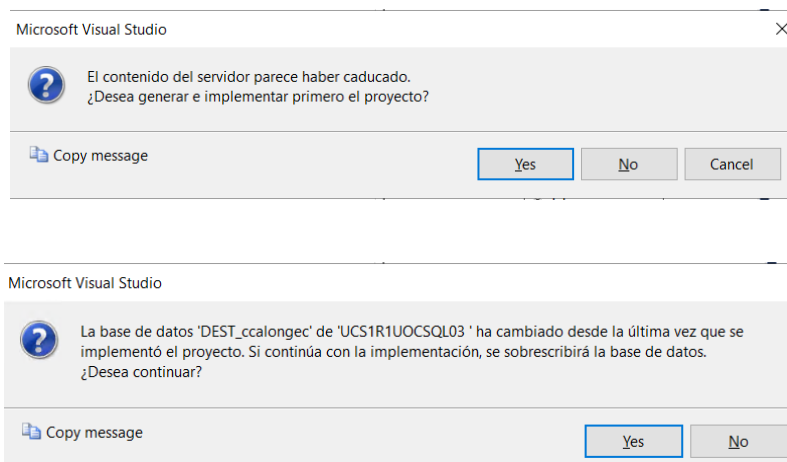 Microsoft Visual Studio
El contenido del servidor parece haber caducado.
¿Desea generar e implementar primero el proyecto?
Copy message
Yes No Cancel
Microsoft Visual Studio
La base de datos 'DEST_ccalongec' de 'UCS1R1UOCSQL03 ' ha cambiado desde la última vez que se
implementó el proyecto. Si continúa con la implementación, se sobrescribirá la base de datos.
¿Desea continuar?
Copy message
Yes No